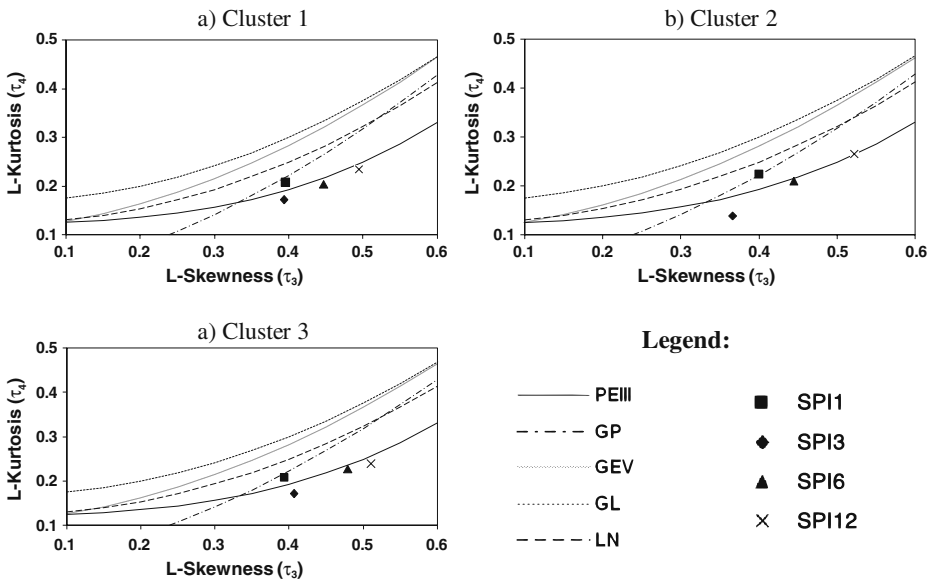 a) Cluster 1
0.5
0.4
0.3
0.2
0.1
L-Kurtosis (τ4)
0.1 0.2 0.3 0.4 0.5 0.6
L-Skewness (τ3)
b) Cluster 2
0.5
0.4
0.3
0.2
0.1
L-Kurtosis (τ4)
0.1 0.2 0.3 0.4 0.5 0.6
L-Skewness (τ3)
a) Cluster 3
0.5
0.4
0.3
0.2
0.1
L-Kurtosis (τ4)
0.1 0.2 0.3 0.4 0.5 0.6
L-Skewness (τ3)
Legend:
PEIII
GP
GEV
GL
LN
SPI1
SPI3
SPI6
SPI12